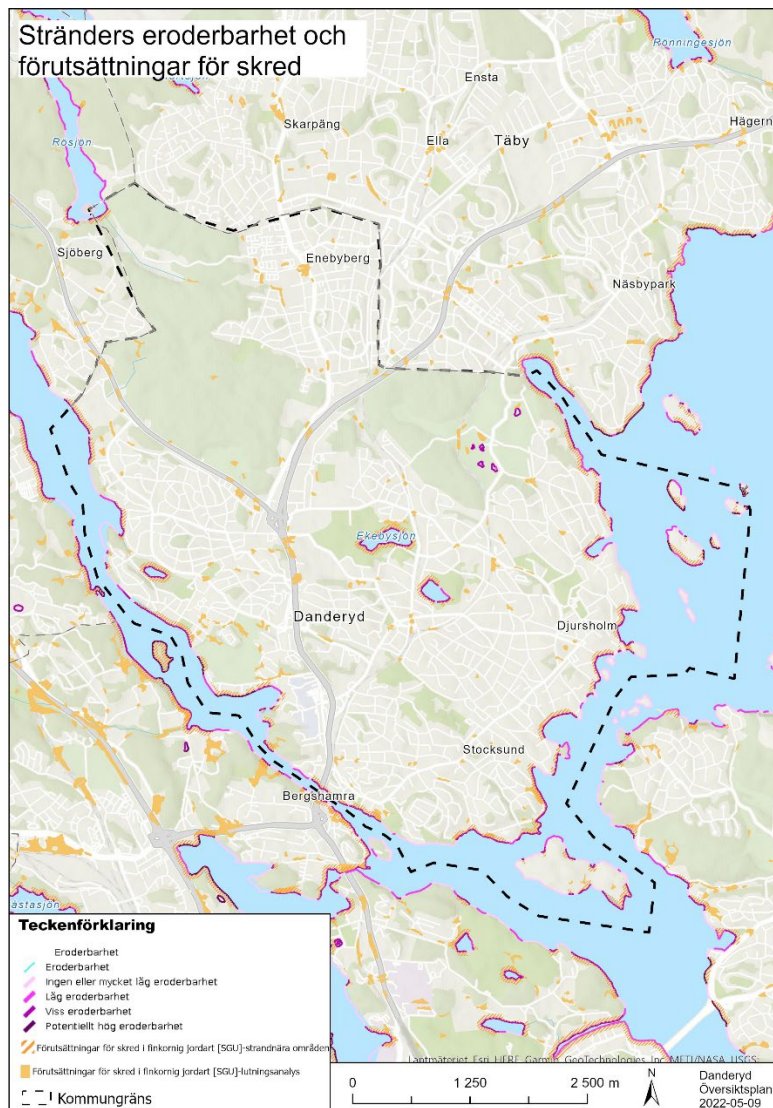 Stränders eroderbarhet och
förutsättningar för skred
Rönningesjön
Ensta
Skarpäng
Hägern
Ella
Täby
Rösjön
Sjöberg
Enebyberg
Näsbypark
Ekebysjön
Danderyd
Djursholm
Stocksund
Bergshamra
astasjön
Teckenförklaring
Eroderbarhet
Eroderbarhet
Ingen eller mycket låg eroderbarhet
Låg eroderbarhet
Viss eroderbarhet
Potentiellt hög eroderbarhet
Förutsättningar för skred i finkornig jordart [SGU]-strandnära områden
Förutsättningar för skred i finkornig jordart [SGU]-lutningsanalys
Kommungräns
Lantmäteriet, Esri, HERE, Garmin, GeoTechnologies, Inc, METI/NASA, USGS;
0 1 250 2 500 m
N
Danderyd
Översiktsplan
2022-05-09